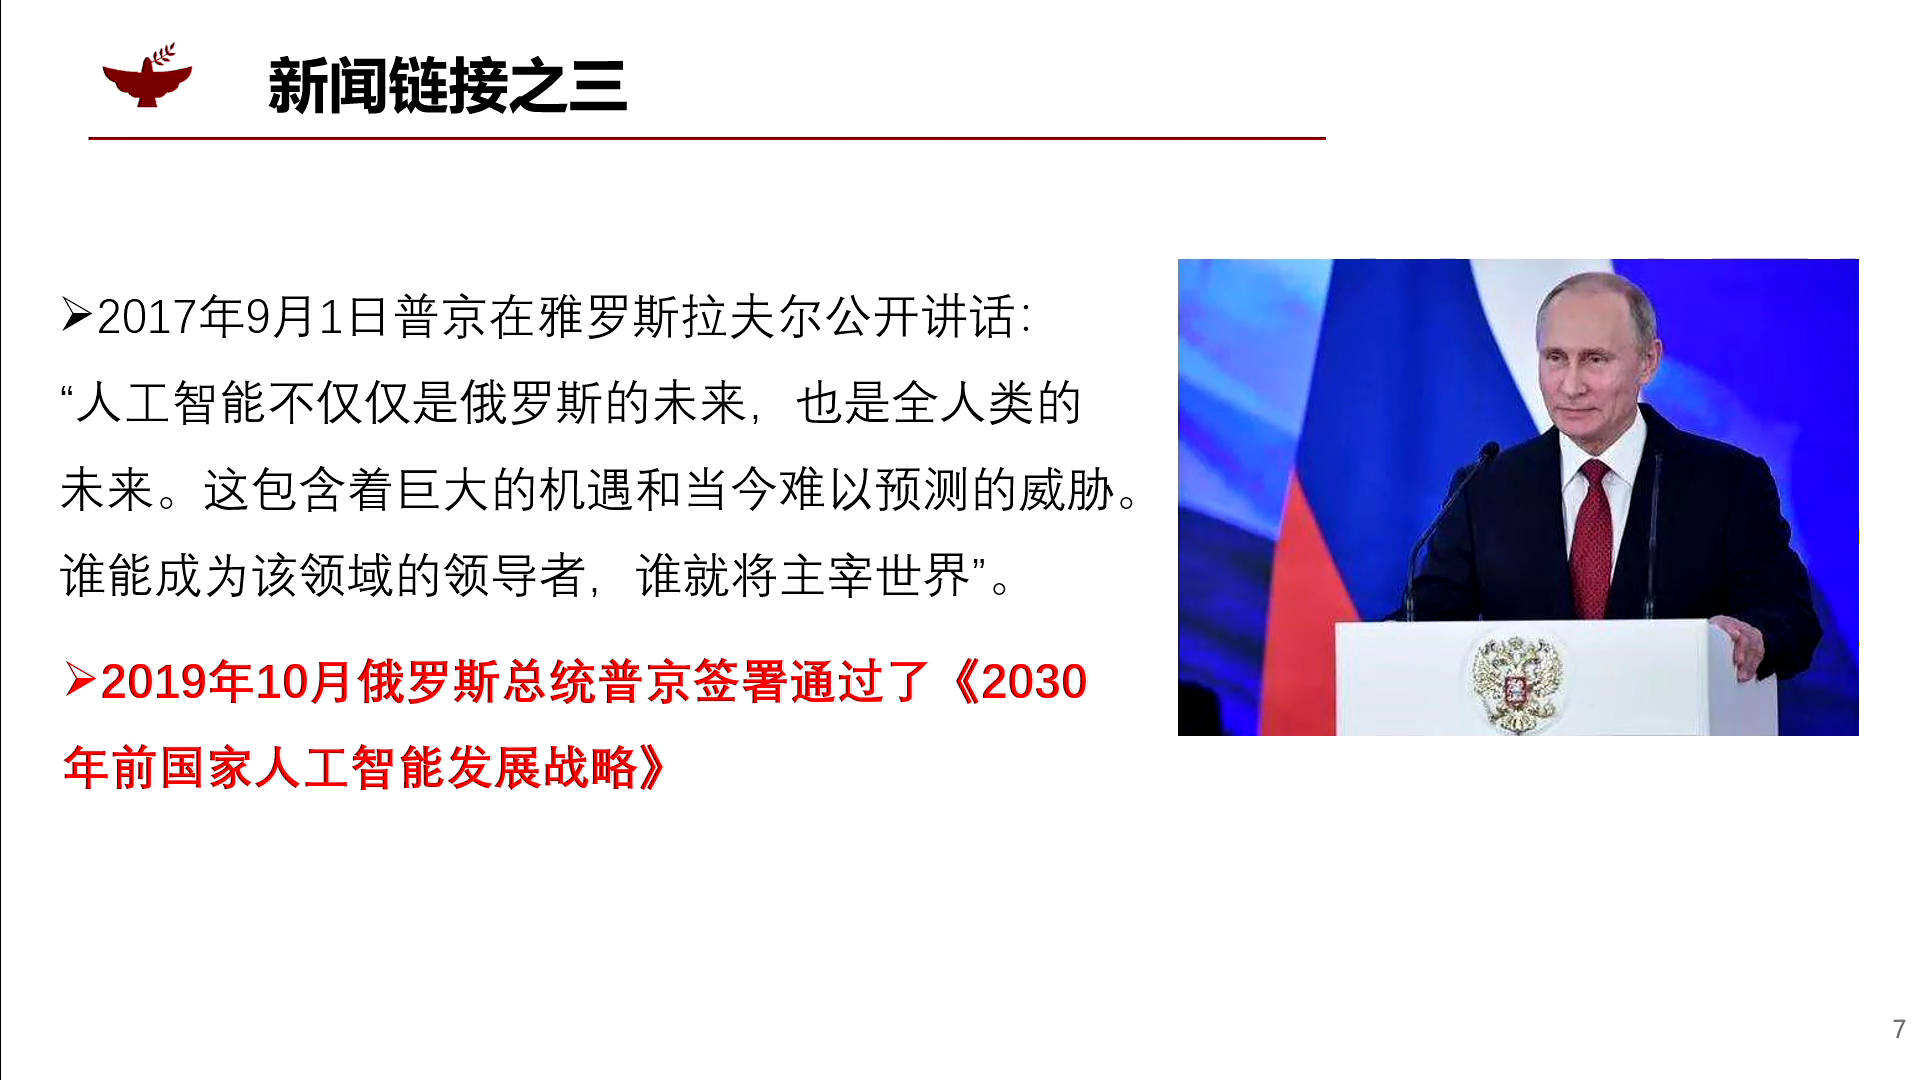 新闻链接之三
➢2017年9月1日普京在雅罗斯拉夫尔公开讲话：
“人工智能不仅仅是俄罗斯的未来，也是全人类的
未来。这包含着巨大的机遇和当今难以预测的威胁。
谁能成为该领域的领导者，谁就将主宰世界”。
➢2019年10月俄罗斯总统普京签署通过了《2030
年前国家人工智能发展战略》
7